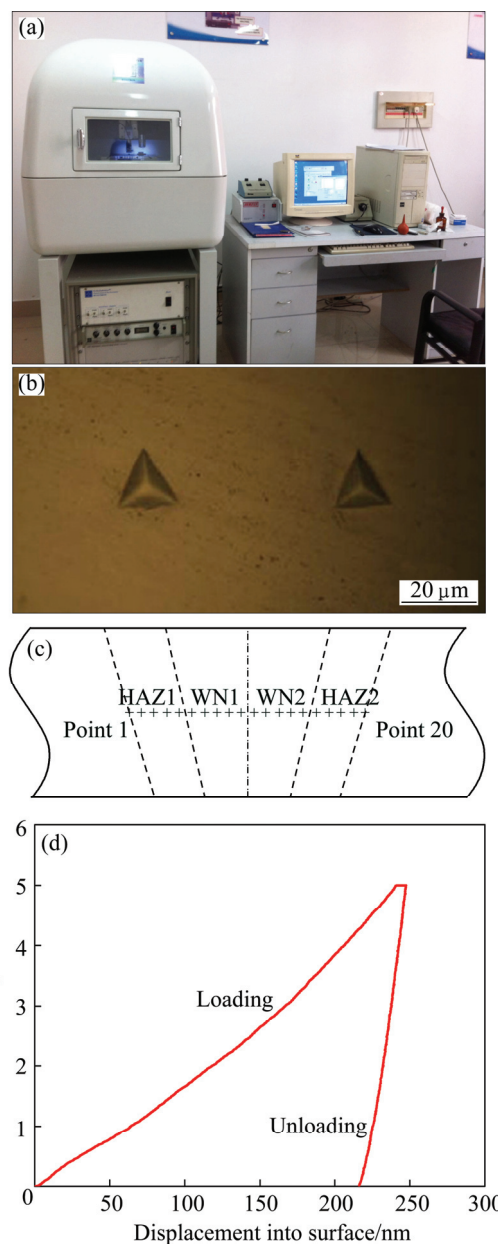 (a)
(b)
20 μm
(c)
HAZ1 WN1 WN2 HAZ2
Point 1 Point 20
6
(d)
5
4
Loading
3
2
Unloading
1
0
50 100 150 200 250 300
Displacement into surface/nm